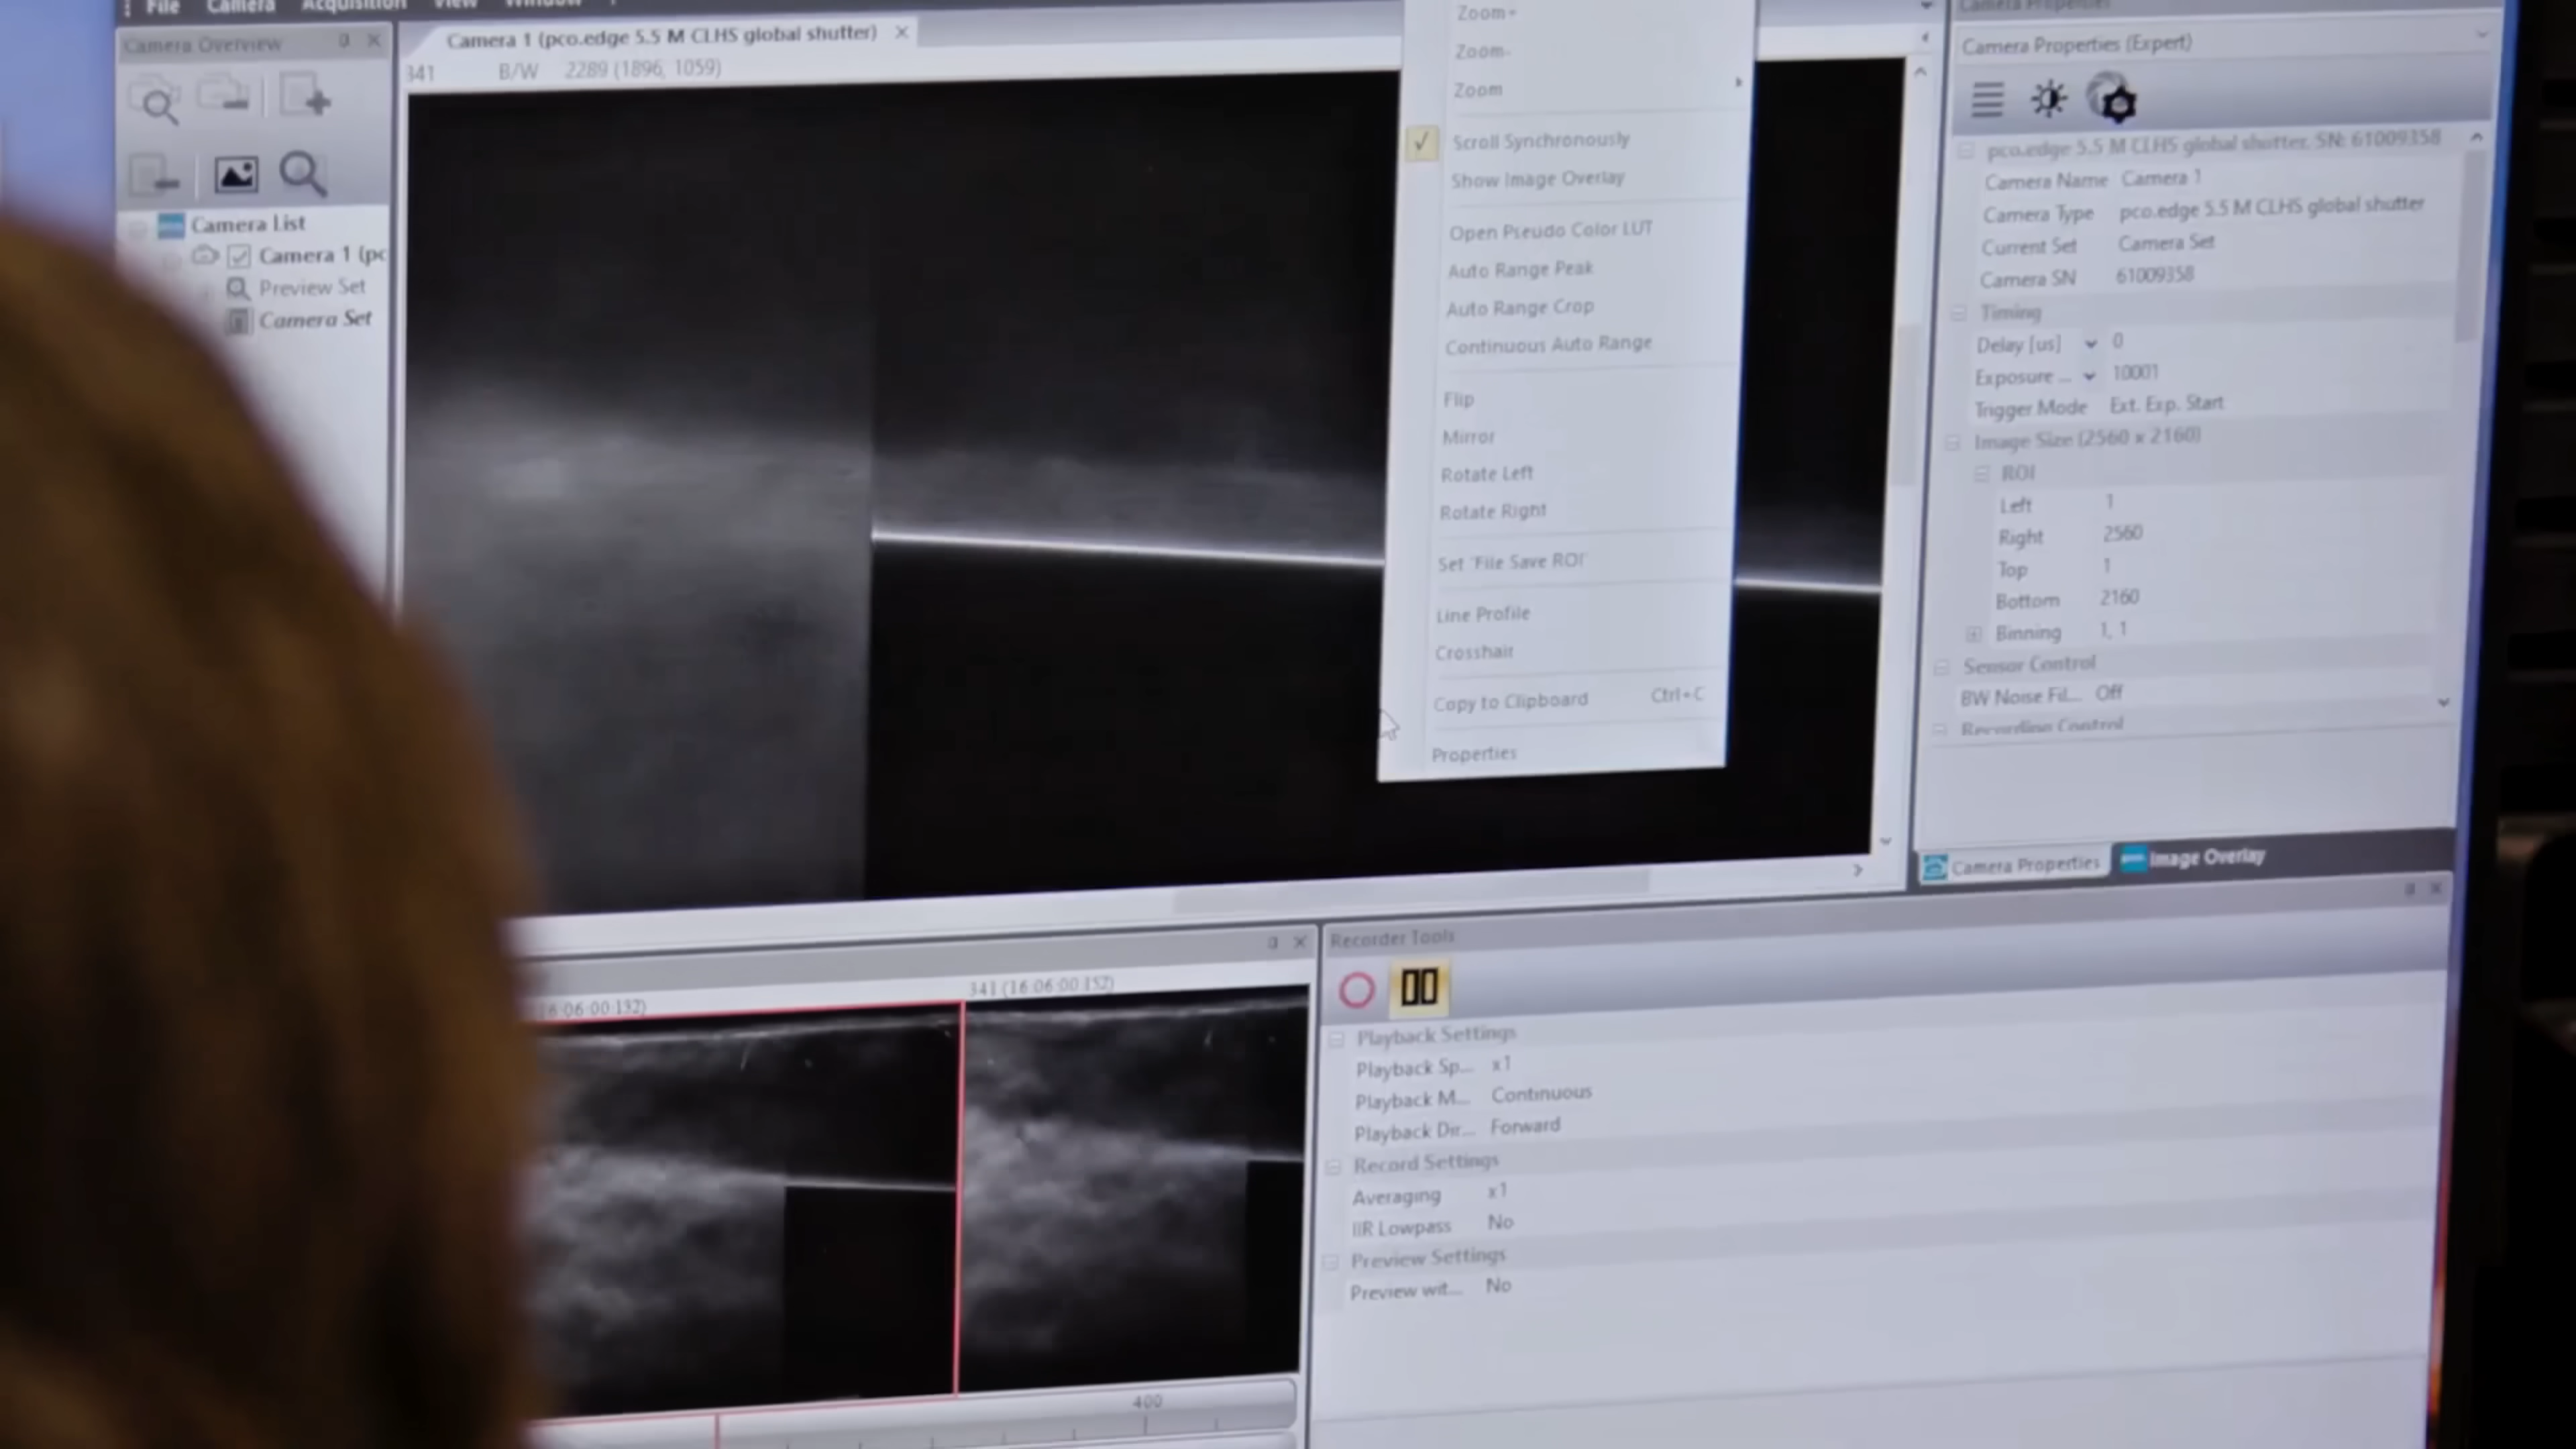 File Camera Acquisition View Window
Camera Overview
Camera List
Camera 1 (pc
Preview Set
Camera Set
Camera 1 (pco.edge 5.5 M CLHS global shutter)
341 B/W 2289 (1896, 1059)
Zoom+
Zoom-
Zoom
Scroll Synchronously
Show Image Overlay
Open Pseudo Color LUT
Auto Range Peak
Auto Range Crop
Continuous Auto Range
Flip
Mirror
Rotate Left
Rotate Right
Set 'File Save ROI'
Line Profile
Crosshair
Copy to Clipboard Ctrl+C
Properties
Camera Properties
Camera Properties (Expert)
pco.edge 5.5 M CLHS global shutter, SN: 61009358
Camera Name Camera 1
Camera Type pco.edge 5.5 M CLHS global shutter
Current Set Camera Set
Camera SN 61009358
Timing
Delay [us] 0
Exposure ... 10001
Trigger Mode Ext. Exp. Start
Image Size (2560 x 2160)
ROI
Left 1
Right 2560
Top 1
Bottom 2160
Binning 1, 1
Sensor Control
BW Noise Fil... Off
Recording Control
Camera Properties Image Overlay
6:06:00:132)
341 (16:06:00:152)
400
Recorder Tools
Playback Settings
Playback Sp... x1
Playback M... Continuous
Playback Dir... Forward
Record Settings
Averaging x1
IIR Lowpass No
Preview Settings
Preview wit... No